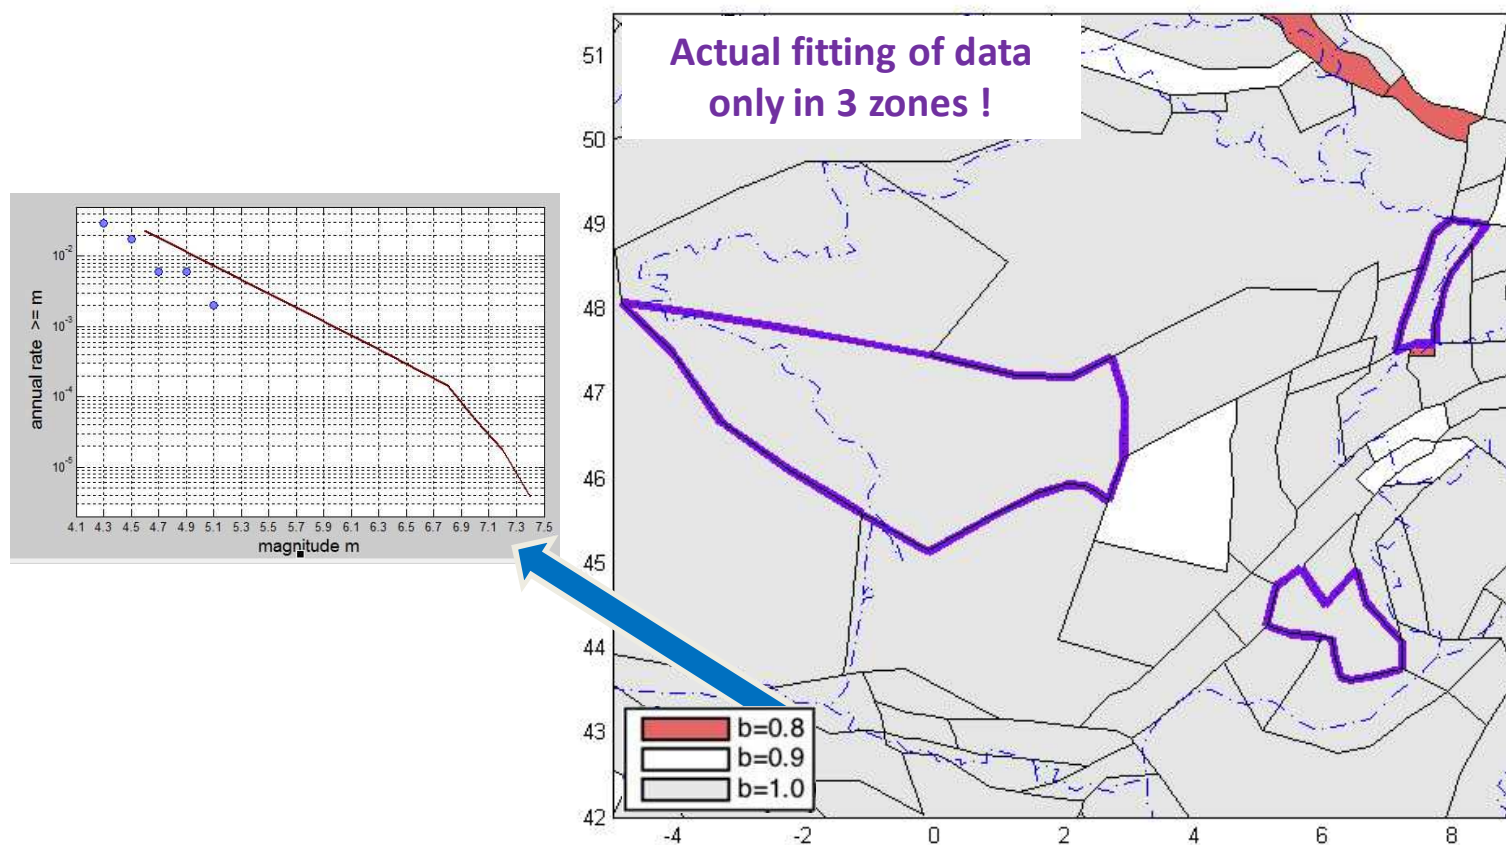 Actual fitting of data
only in 3 zones !
51
50
49
48
47
46
45
44
43
42
-4
-2
0
2
4
6
8
b=0.8
b=0.9
b=1.0
annual rate >= m
10-2
10-3
10-4
10-5
4.1 4.3 4.5 4.7 4.9 5.1 5.3 5.5 5.7 5.9 6.1 6.3 6.5 6.7 6.9 7.1 7.3 7.5
magnitude m